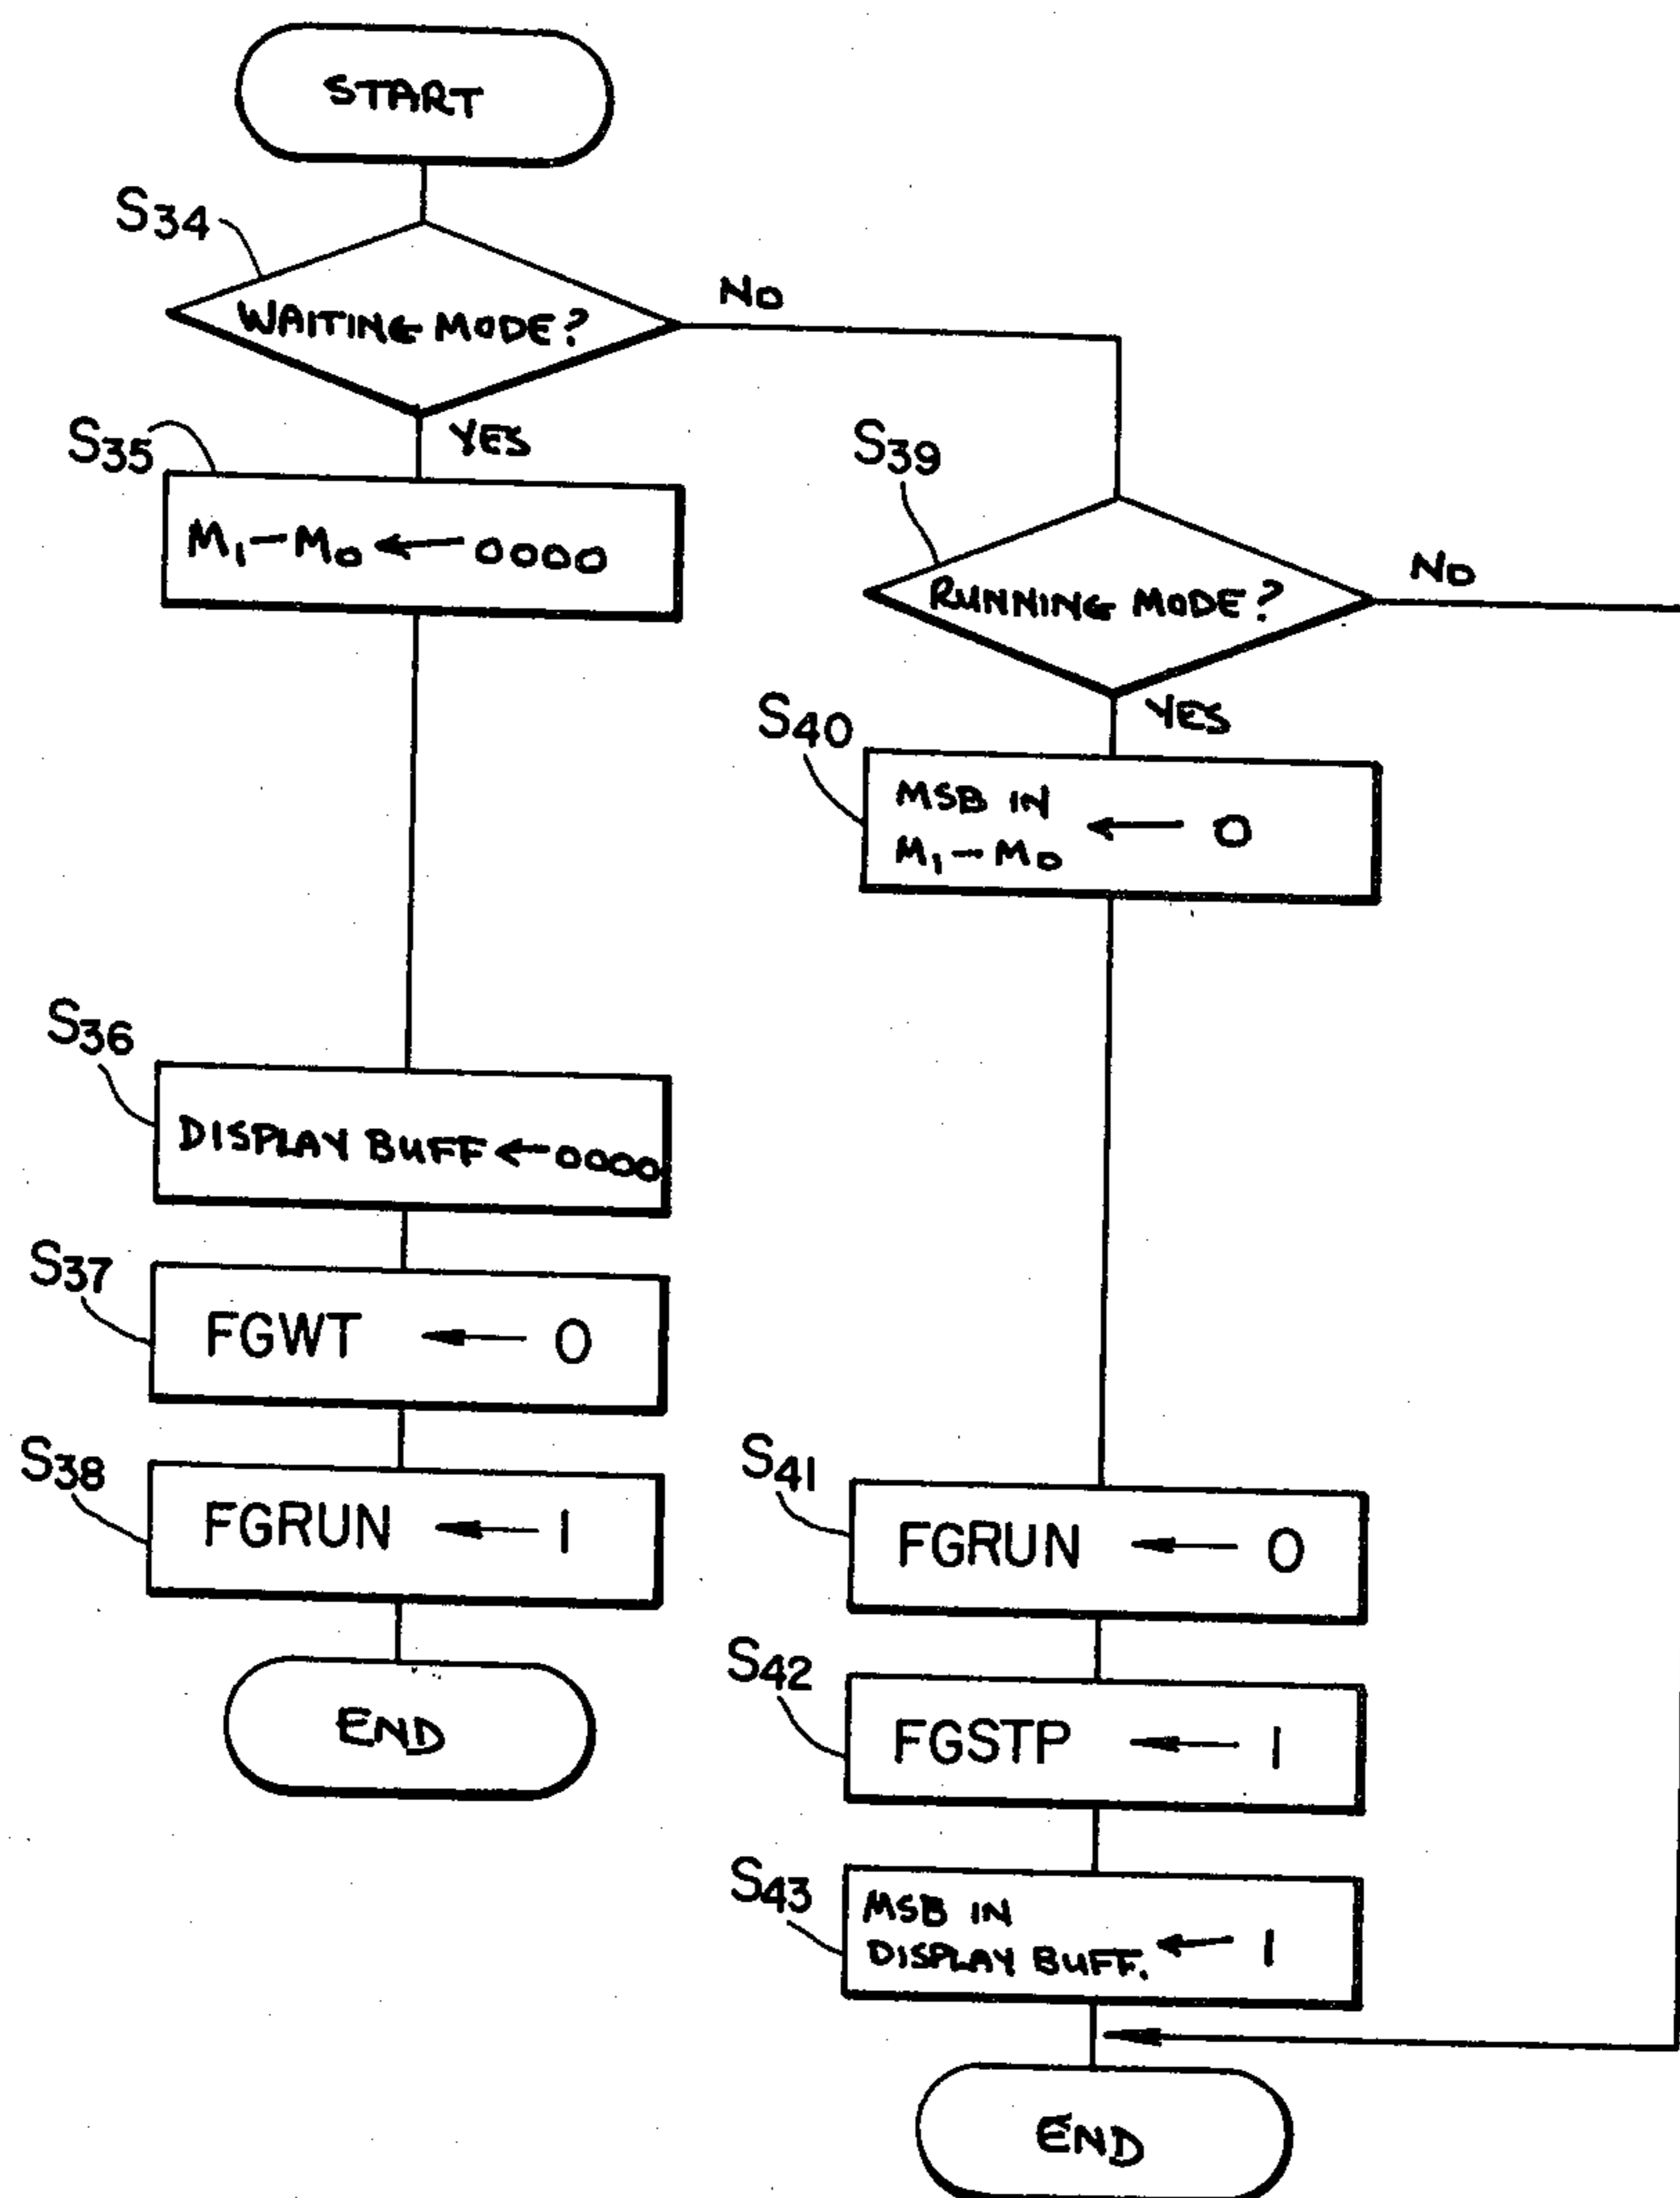 START
S34
WAITING MODE?
NO
YES
S35
M1-M0 ← 0000
S39
RUNNING MODE?
NO
YES
S40
MSB IN
M1-M0 ← 0
S36
DISPLAY BUFF ← 0000
S37
FGWT ← 0
S38
FGRUN ← 1
END
S41
FGRUN ← 0
S42
FGSTP ← 1
S43
MSB IN
DISPLAY BUFF. ← 1
END